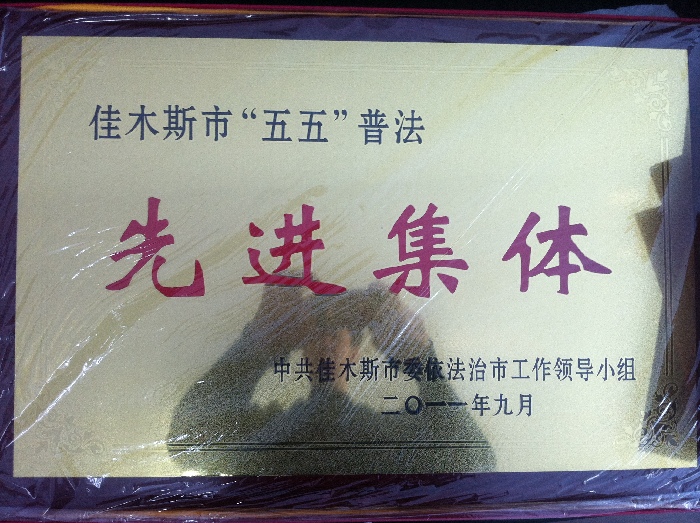 佳木斯市“五五”普法
先进集体
中共佳木斯市委依法治市工作领导小组
二〇一一年九月